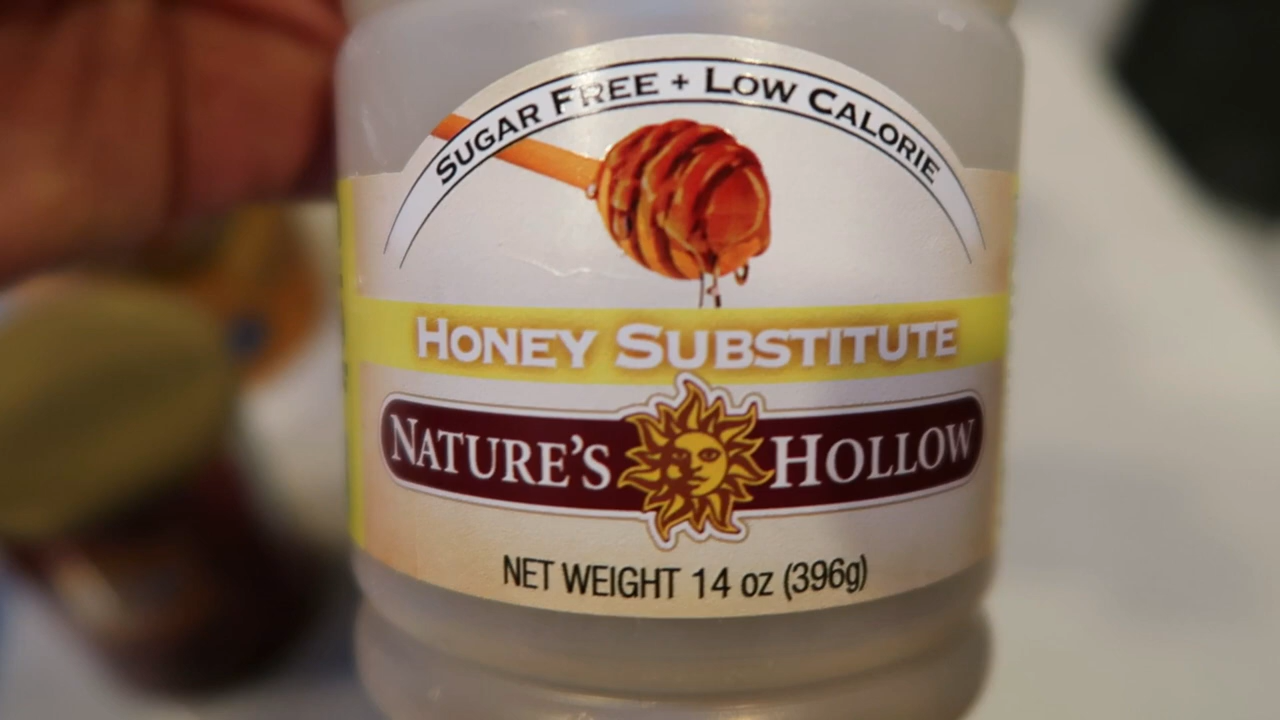 SUGAR FREE + LOW CALORIE
HONEY SUBSTITUTE
NATURE'S HOLLOW
NET WEIGHT 14 oz (396g)